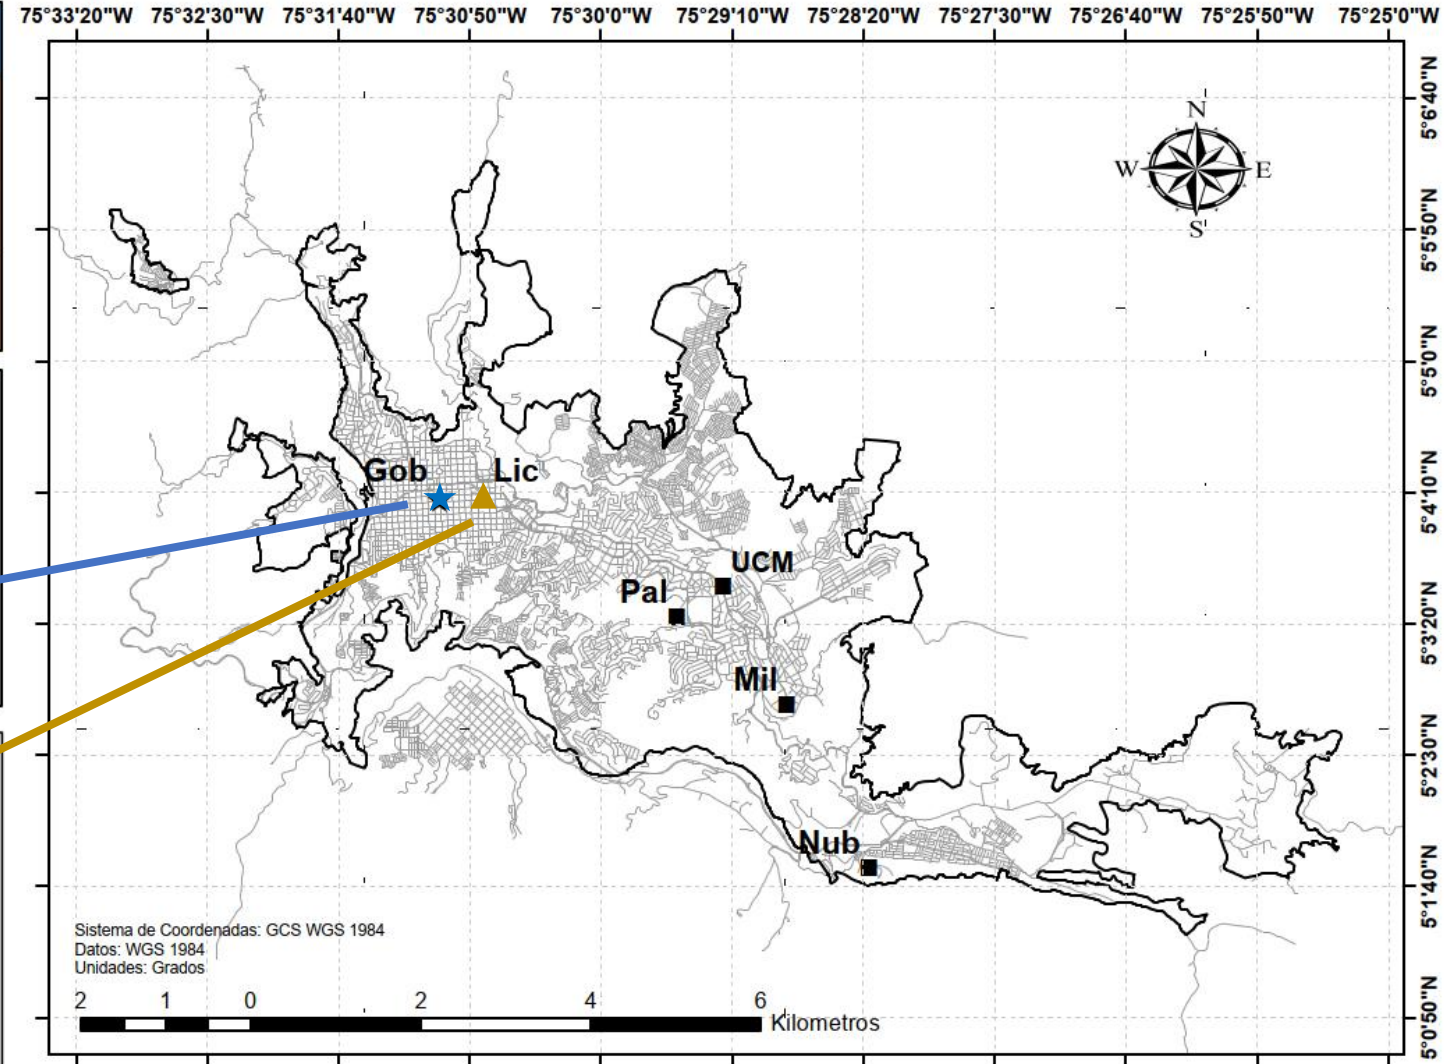 75°33'20"W 75°32'30"W 75°31'40"W 75°30'50"W 75°30'0"W 75°29'10"W 75°28'20"W 75°27'30"W 75°26'40"W 75°25'50"W 75°25'0"W
5°6'40"N
N
W E
S
5°5'50"N
5°5'0"N
Gob Lic
5°4'10"N
UCM
Pal
5°3'20"N
Mil
5°2'30"N
Nub
5°1'40"N
Sistema de Coordenadas: GCS WGS 1984
Datos: WGS 1984
Unidades: Grados
2 1 0 2 4 6
Kilometros
5°0'50"N